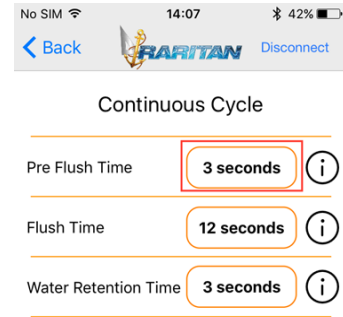 No SIM 14:07 42%
Back RARITAN Disconnect
Continuous Cycle
Pre Flush Time 3 seconds i
Flush Time 12 seconds i
Water Retention Time 3 seconds i